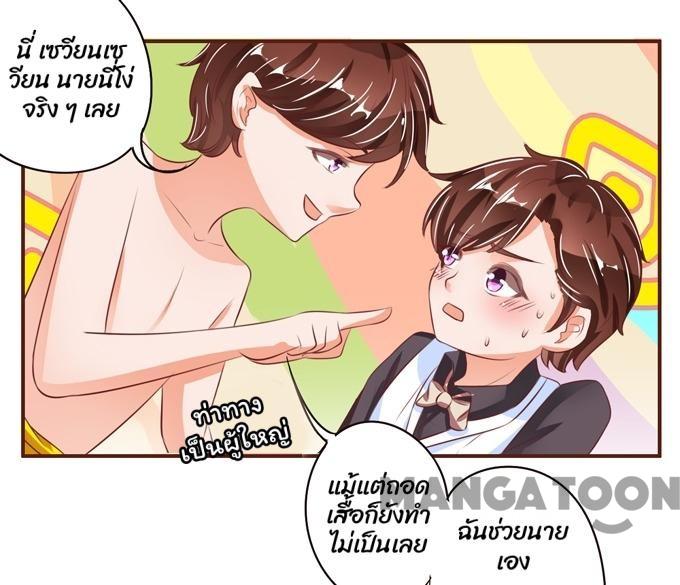 นี่ เซวียนเซ
วียน นายนี่โง่
จริง ๆ เลย
ท่าทาง
เป็นผู้ใหญ่
แม้แต่ถอด
เสื้อก็ยังทำ
ไม่เป็นเลย
ฉันช่วยนาย
เอง
MANGATOON